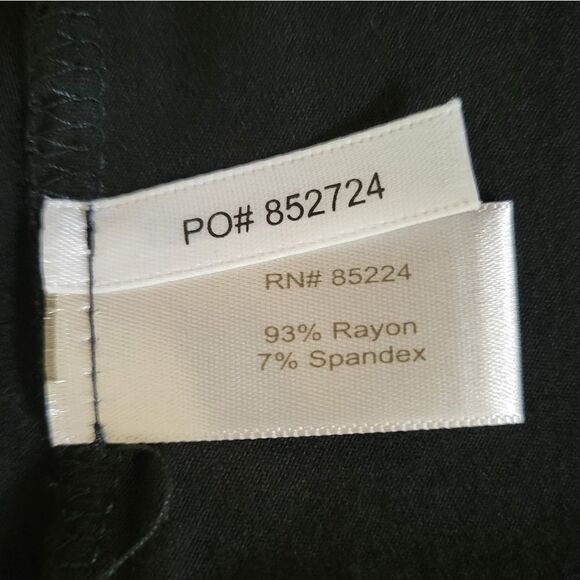 PO# 852724
RN# 85224
93% Rayon
7% Spandex